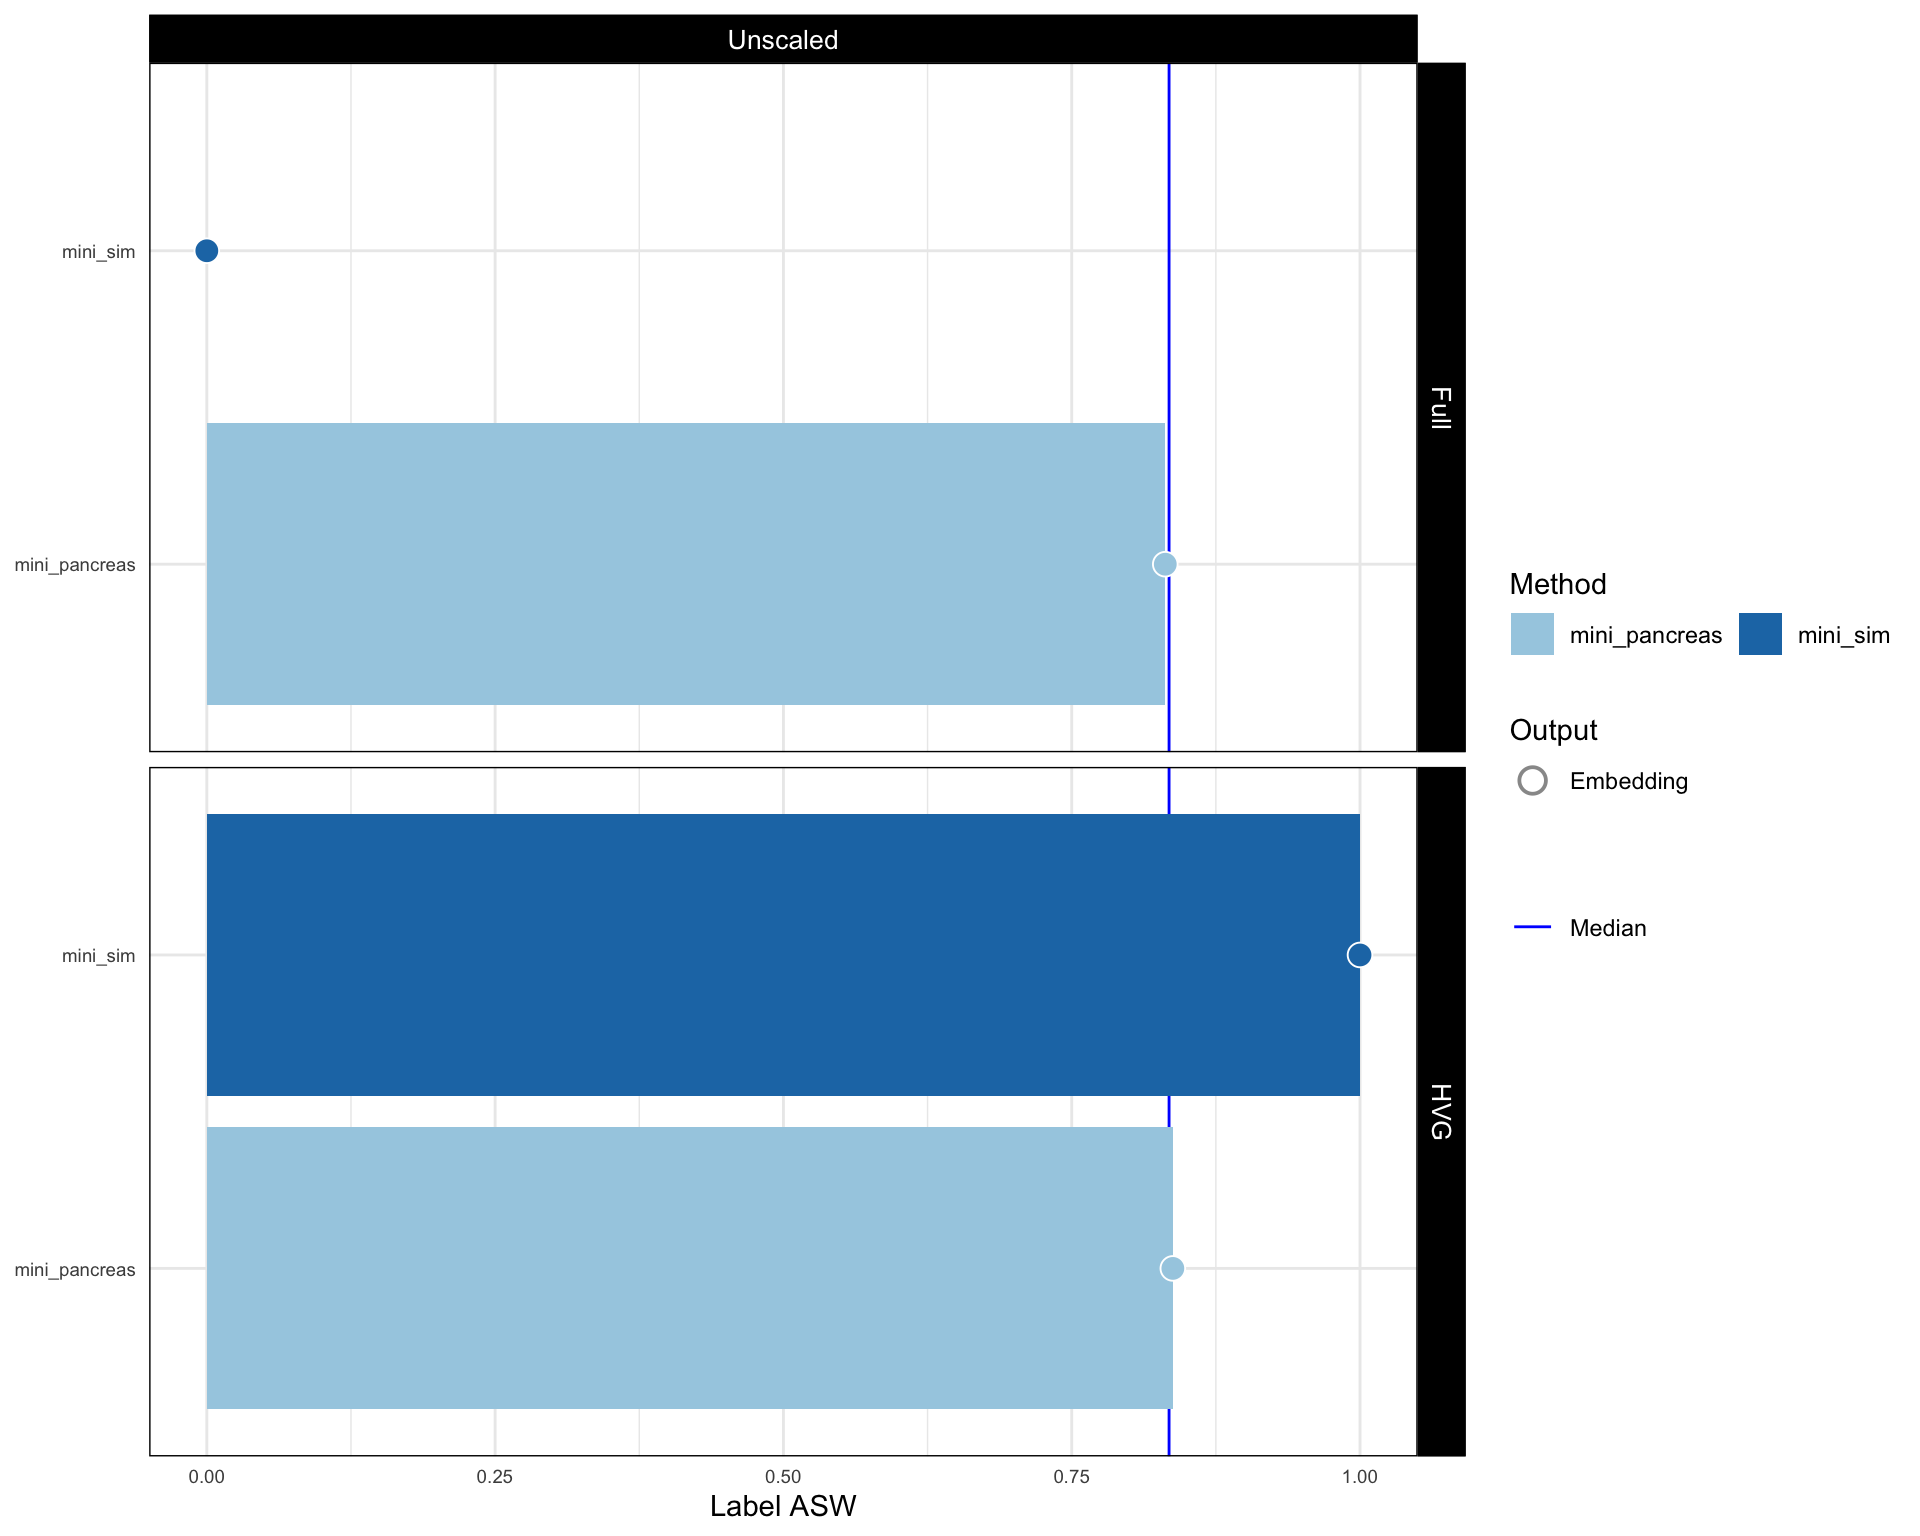 Unscaled
mini_sim
mini_pancreas
Full
mini_sim
mini_pancreas
HVG
0.00 0.25 0.50 0.75 1.00
Label ASW
Method
mini_pancreas mini_sim
Output
Embedding
Median